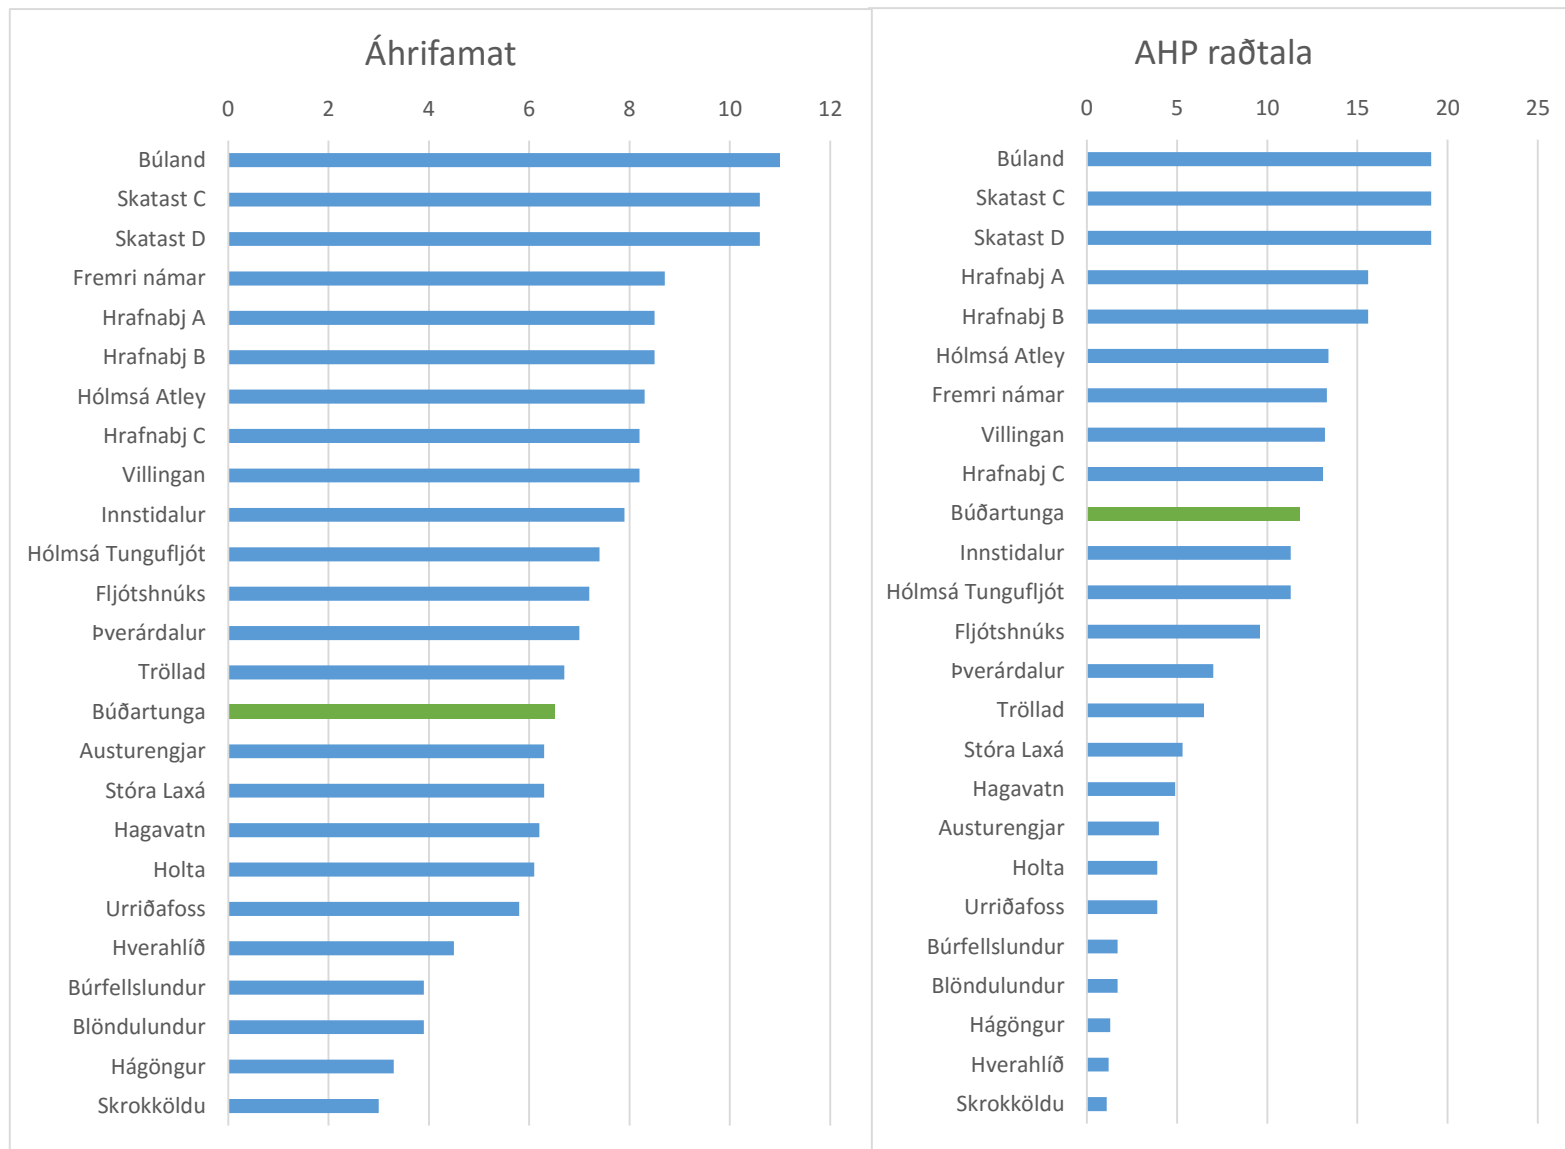 Áhrifamat
0 2 4 6 8 10 12
Búland
Skatast C
Skatast D
Fremri námar
Hrafnabj A
Hrafnabj B
Hólmsá Atley
Hrafnabj C
Villingan
Innstidalur
Hólmsá Tungufljót
Fljótshnúks
Þverárdalur
Tröllad
Búðartunga
Austurengjar
Stóra Laxá
Hagavatn
Holta
Urriðafoss
Hverahlíð
Búrfellslundur
Blöndulundur
Hágöngur
Skrokköldu
AHP raðtala
0 5 10 15 20 25
Búland
Skatast C
Skatast D
Hrafnabj A
Hrafnabj B
Hólmsá Atley
Fremri námar
Villingan
Hrafnabj C
Búðartunga
Innstidalur
Hólmsá Tungufljót
Fljótshnúks
Þverárdalur
Tröllad
Stóra Laxá
Hagavatn
Austurengjar
Holta
Urriðafoss
Búrfellslundur
Blöndulundur
Hágöngur
Hverahlíð
Skrokköldu